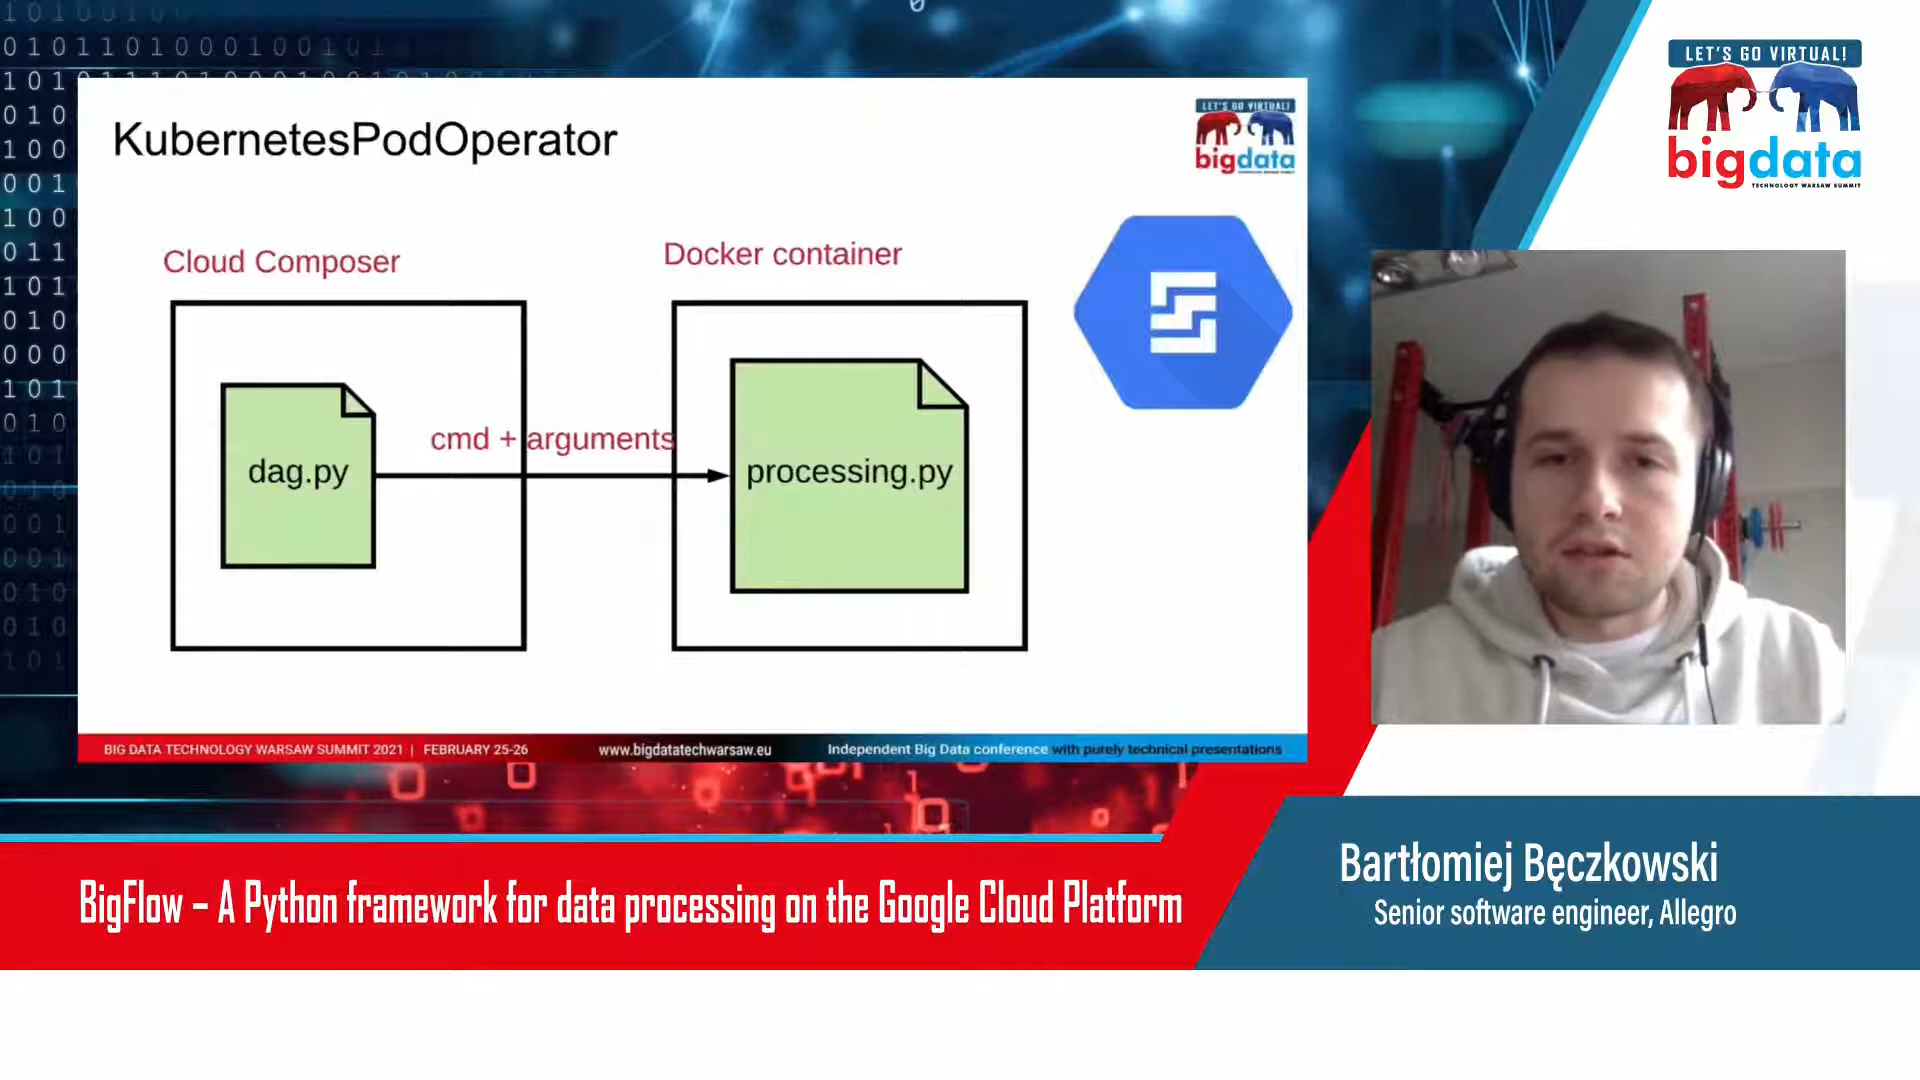 LET'S GO VIRTUAL!
bigdata
TECHNOLOGY WARSAW SUMMIT
KubernetesPodOperator
LET'S GO VIRTUAL!
bigdata
Cloud Composer
Docker container
cmd + arguments
dag.py
processing.py
BIG DATA TECHNOLOGY WARSAW SUMMIT 2021 | FEBRUARY 25-26
www.bigdatatechwarsaw.eu
Independent Big Data conference with purely technical presentations
BigFlow – A Python framework for data processing on the Google Cloud Platform
Bartłomiej Bęczkowski
Senior software engineer, Allegro